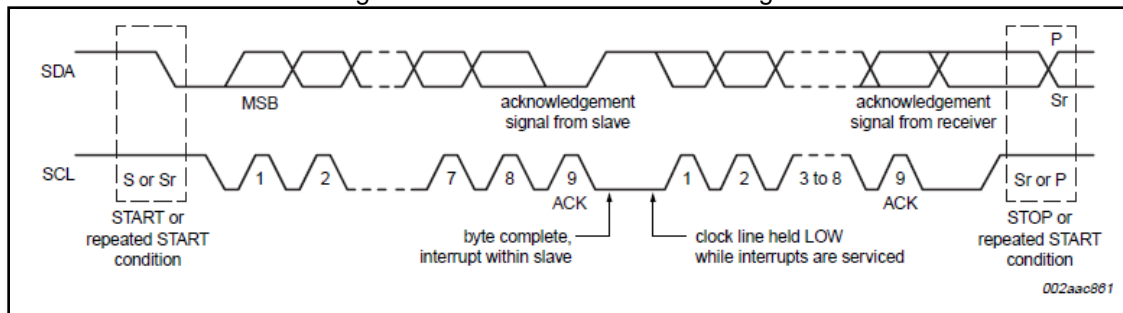 P
SDA
MSB
acknowledgement
signal from slave
acknowledgement
signal from receiver
Sr
SCL
S or Sr
1
2
7
8
9
1
2
3 to 8
9
Sr or P
ACK
ACK
START or
repeated START
condition
byte complete,
interrupt within slave
clock line held LOW
while interrupts are serviced
STOP or
repeated START
condition
002aac861